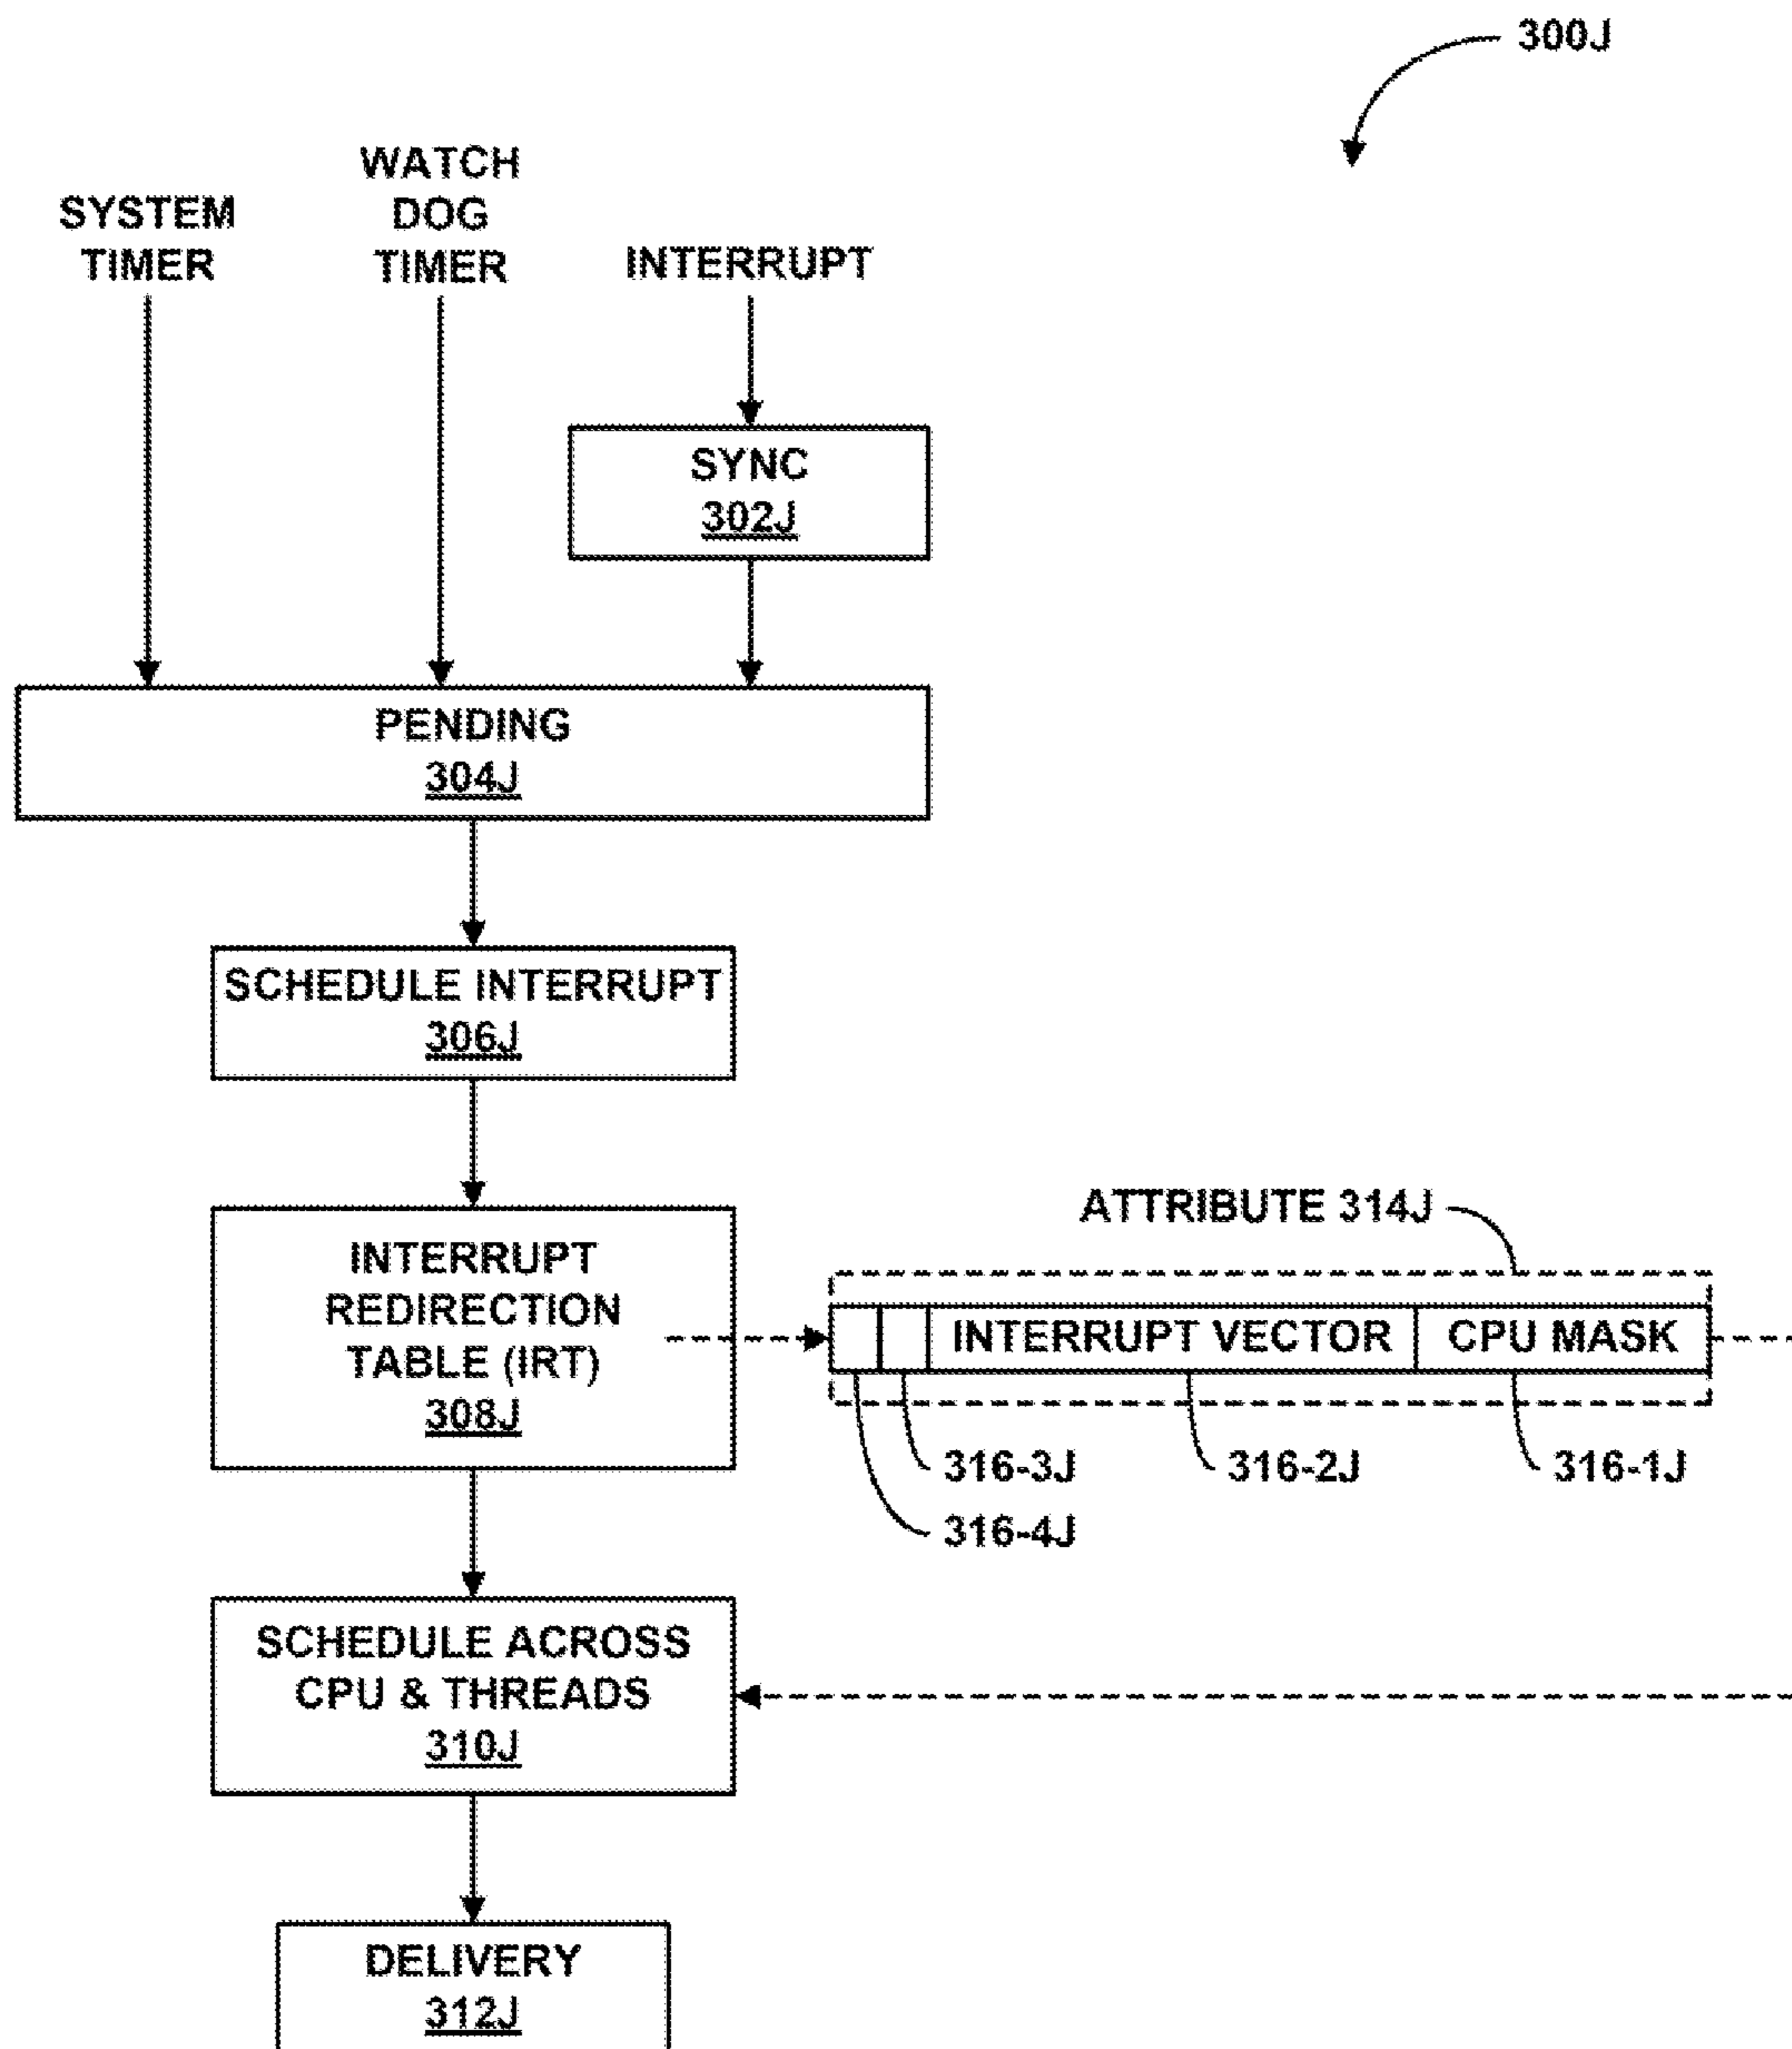 300J
SYSTEM
TIMER
WATCH
DOG
TIMER
INTERRUPT
SYNC
302J
PENDING
304J
SCHEDULE INTERRUPT
306J
INTERRUPT
REDIRECTION
TABLE (IRT)
308J
ATTRIBUTE 314J
INTERRUPT VECTOR
CPU MASK
316-3J
316-2J
316-1J
316-4J
SCHEDULE ACROSS
CPU & THREADS
310J
DELIVERY
312J